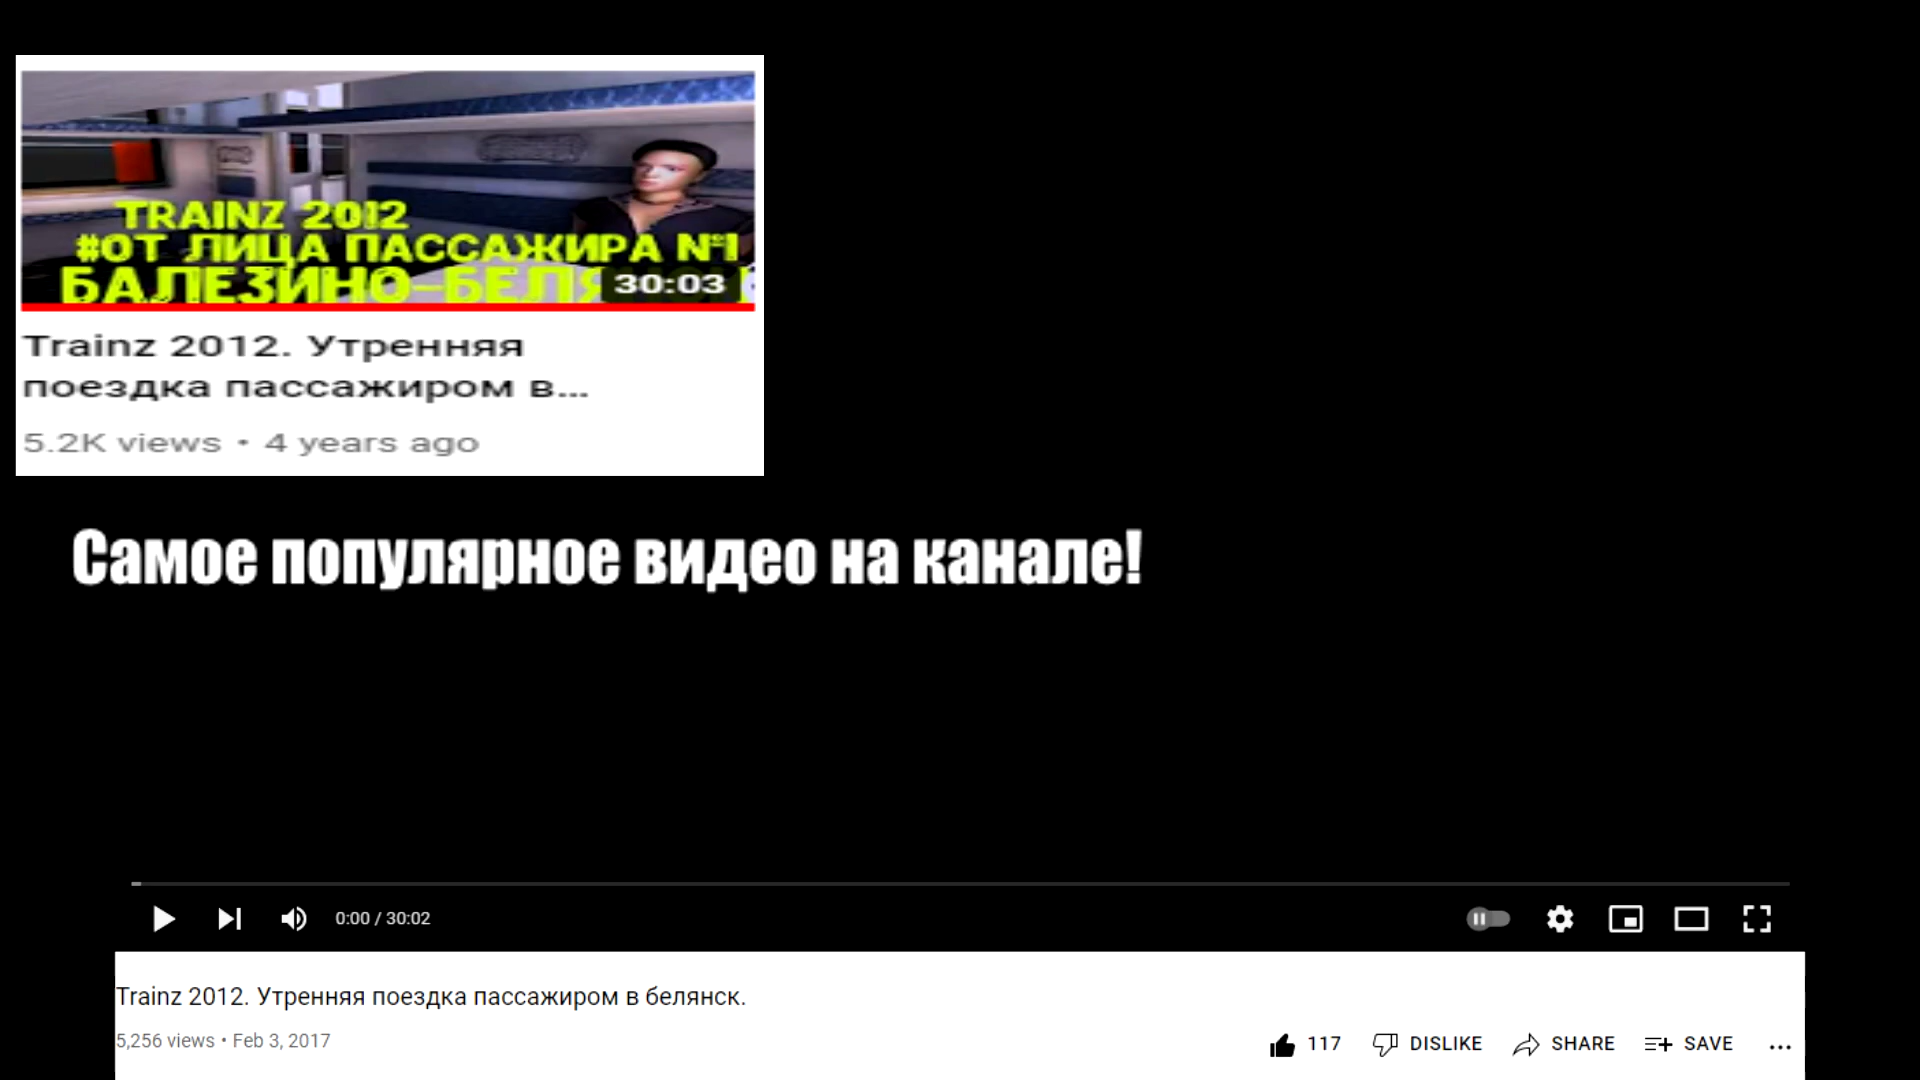 TRAINZ 2012
#ОТ ЛИЦА ПАССАЖИРА №1
БАЛЕЗИНО-БЕЛЯ
30:03
Trainz 2012. Утренняя
поездка пассажиром в...
5.2K views • 4 years ago
Самое популярное видео на канале!
0:00 / 30:02
Trainz 2012. Утренняя поездка пассажиром в белянск.
5,256 views • Feb 3, 2017
117 DISLIKE SHARE SAVE ...